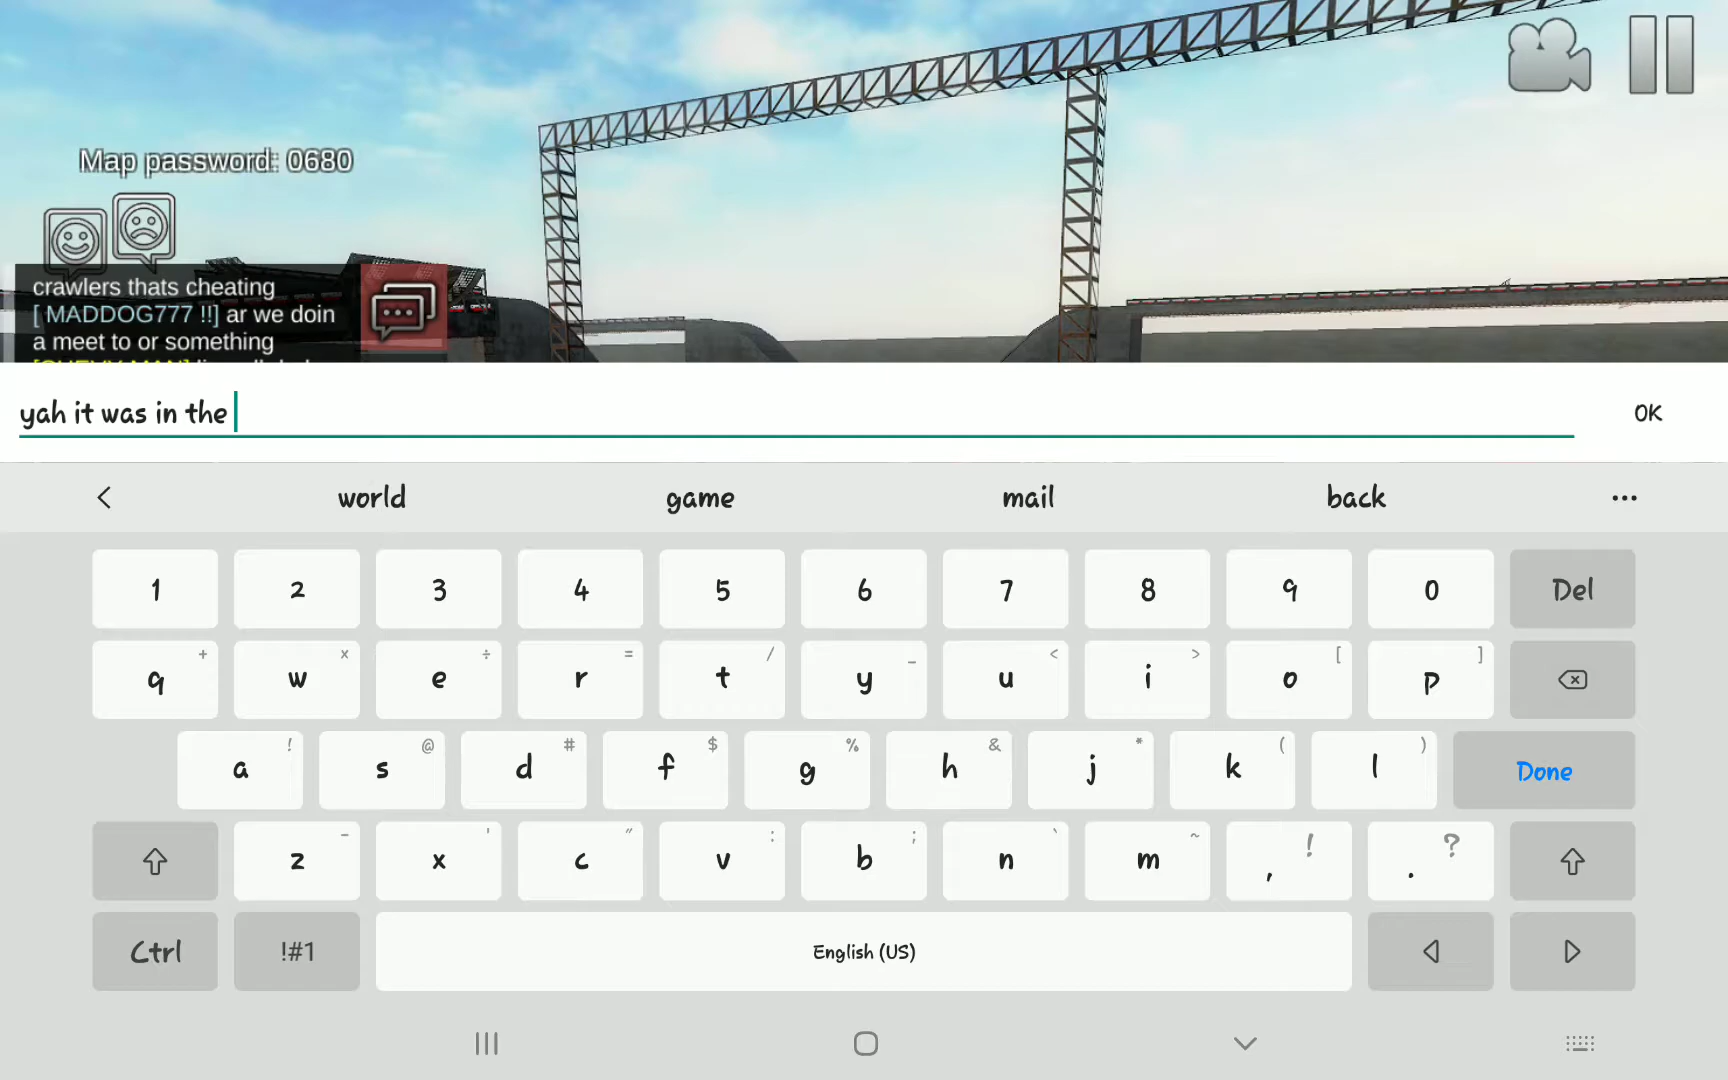 Map password: 0680
crawlers thats cheating
[ MADDOG777 !!] ar we doin
a meet to or something
yah it was in the
OK
world game mail back
1 2 3 4 5 6 7 8 9 0 Del
+ × ÷ = / _ < > [ ]
q w e r t y u i o p
! @ # $ % & * ( )
a s d f g h j k l Done
- ' " : ; ` ~ ! ?
z x c v b n m , .
Ctrl !#1 English (US)